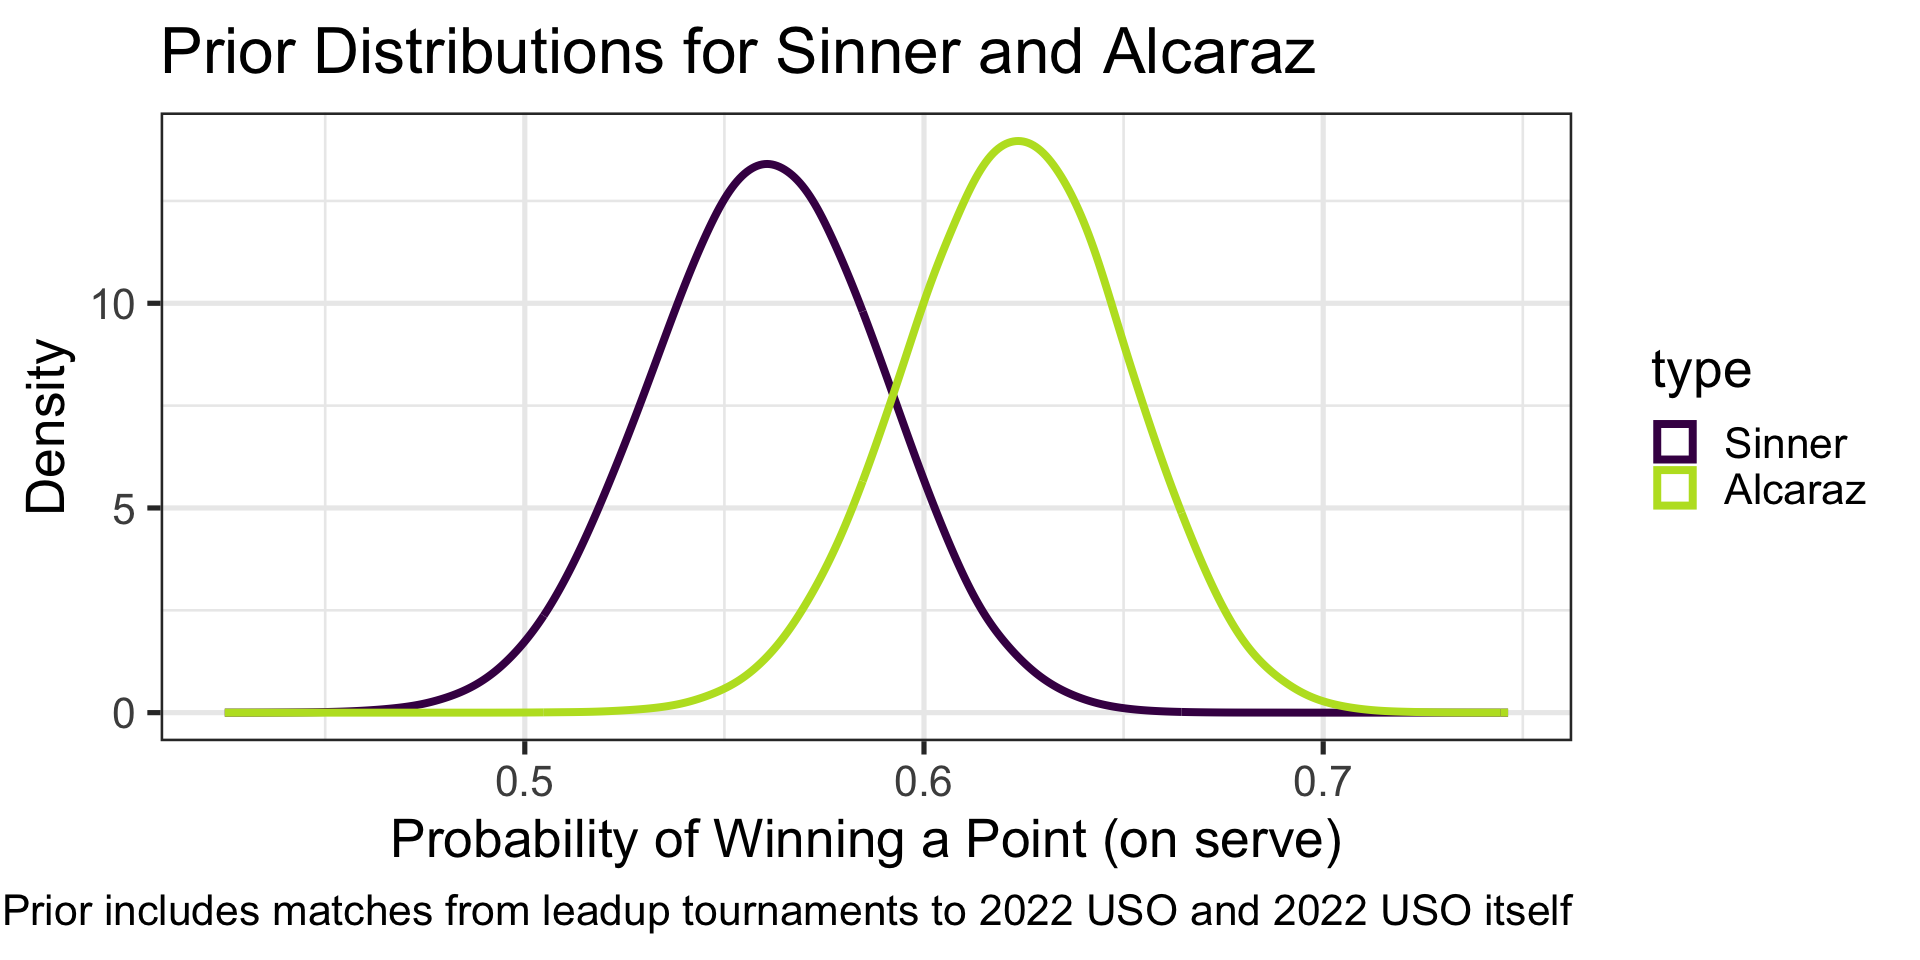 Prior Distributions for Sinner and Alcaraz
10
5
0
Density
0.5 0.6 0.7
Probability of Winning a Point (on serve)
type
Sinner
Alcaraz
Prior includes matches from leadup tournaments to 2022 USO and 2022 USO itself